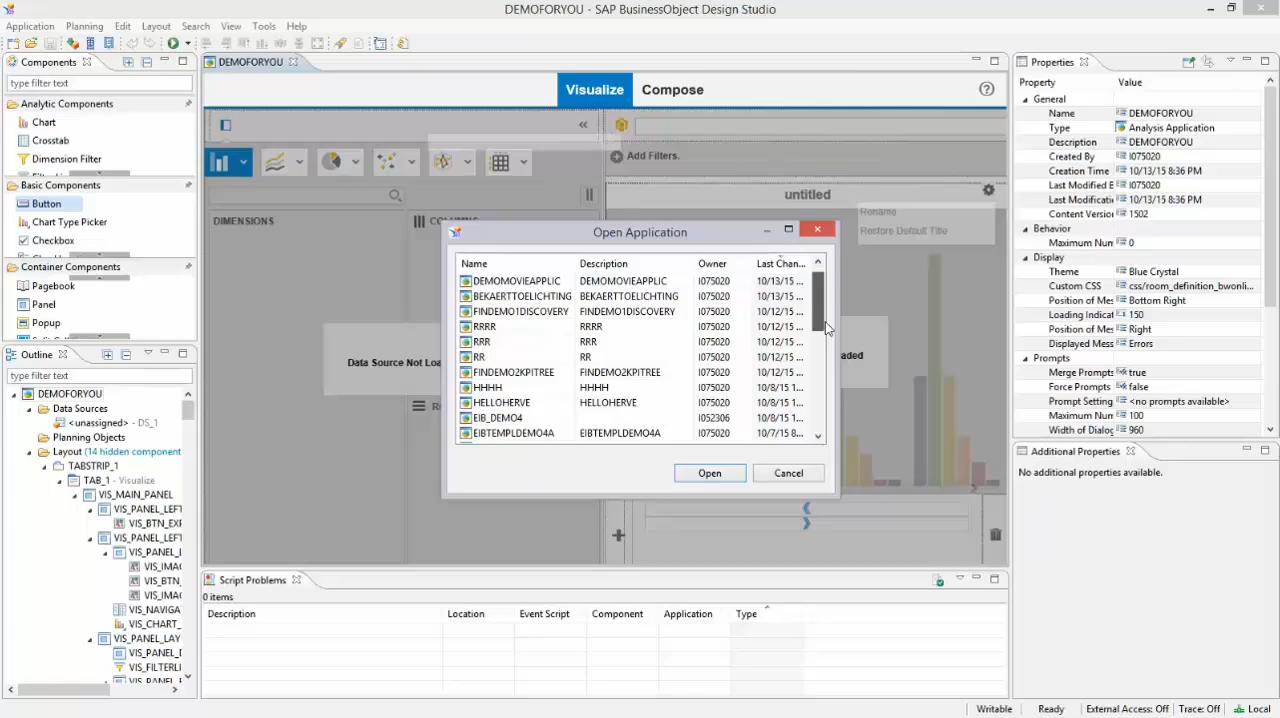 DEMOFORYOU - SAP BusinessObject Design Studio
Application Planning Edit Layout Search View Tools Help
Components
type filter text
Analytic Components
Chart
Crosstab
Dimension Filter
Basic Components
Button
Chart Type Picker
Checkbox
Container Components
Pagebook
Panel
Popup
Outline
type filter text
DEMOFORYOU
Data Sources
<unassigned> - DS_1
Planning Objects
Layout (14 hidden component
TABSTRIP_1
TAB_1 - Visualize
VIS_MAIN_PANEL
VIS_PANEL_LEFT
VIS_BTN_EXF
VIS_PANEL_LEFT
VIS_PANEL_I
VIS_IMA
VIS_BTN_
VIS_IMA
VIS_NAVIGA
VIS_CHART_
VIS_PANEL_LAY
VIS_PANEL_D
VIS_FILTERLI
DEMOFORYOU
Visualize Compose
Add Filters.
untitled
Rename
Restore Default Title
DIMENSIONS
Data Source Not Loa
aded
Open Application
Name Description Owner Last Chan...
DEMOMOVIEAPPLIC DEMOMOVIEAPPLIC I075020 10/13/15 ...
BEKAERTTOELICHTING BEKAERTTOELICHTING I075020 10/13/15 ...
FINDEMO1DISCOVERY FINDEMO1DISCOVERY I075020 10/12/15 ...
RRRR RRRR I075020 10/12/15 ...
RRR RRR I075020 10/12/15 ...
RR RR I075020 10/12/15 ...
FINDEMO2KPITREE FINDEMO2KPITREE I075020 10/12/15 ...
HHHH HHHH I075020 10/8/15 1...
HELLOHERVE HELLOHERVE I075020 10/8/15 1...
EIB_DEMO4 I052306 10/8/15 1...
EIBTEMPLDEMO4A EIBTEMPLDEMO4A I075020 10/7/15 8...
Open Cancel
Script Problems
0 items
Description Location Event Script Component Application Type
Properties
Property Value
General
Name DEMOFORYOU
Type Analysis Application
Description DEMOFORYOU
Created By I075020
Creation Time 10/13/15 8:36 PM
Last Modified E I075020
Last Modificati 10/13/15 8:36 PM
Content Versior 1502
Behavior
Maximum Num 0
Display
Theme Blue Crystal
Custom CSS css/room_definition_bwonli...
Position of Mes Bottom Right
Loading Indicat 150
Position of Mes Right
Displayed Mess Errors
Prompts
Merge Prompts true
Force Prompts false
Prompt Setting <no prompts available>
Maximum Num 100
Width of Dialog 960
Additional Properties
No additional properties available.
Writable Ready External Access: Off Trace: Off Local